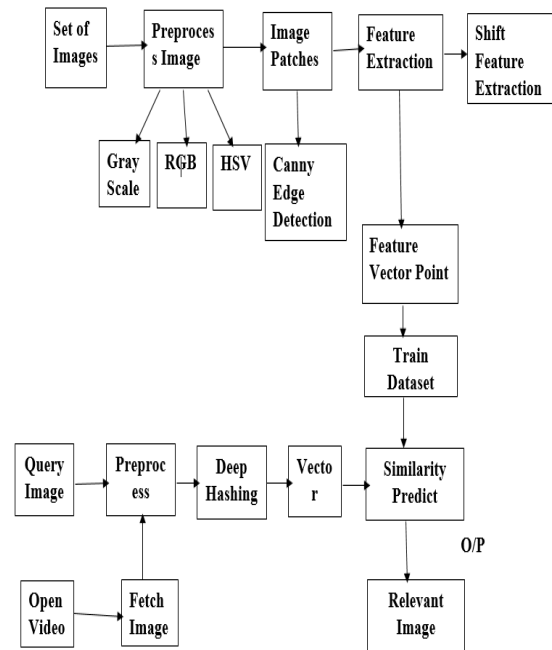 Set of
Images
Preproces
s Image
Image
Patches
Feature
Extraction
Shift
Feature
Extraction
Gray
Scale
RGB
HSV
Canny
Edge
Detection
Feature
Vector Point
Train
Dataset
Query
Image
Preproc
ess
Deep
Hashing
Vecto
r
Similarity
Predict
O/P
Open
Video
Fetch
Image
Relevant
Image